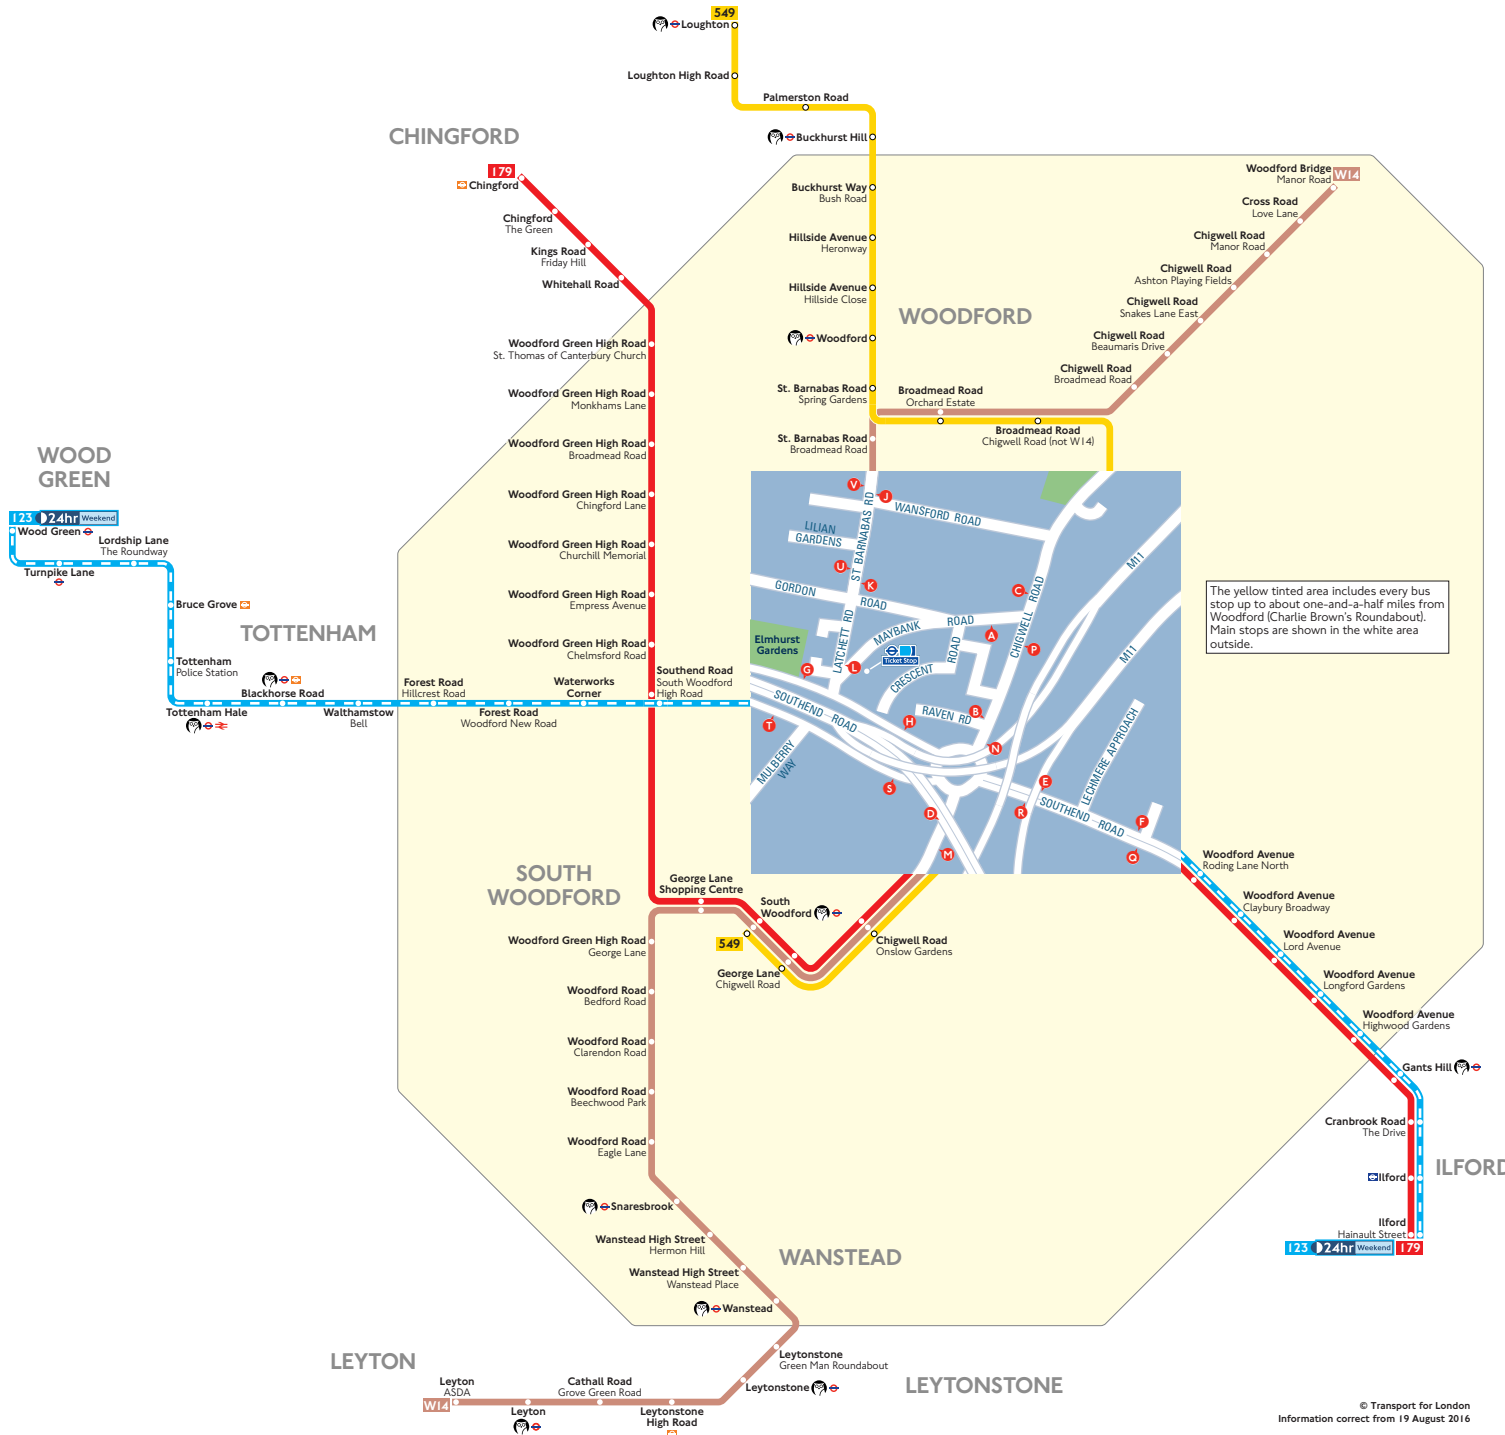 549
Loughton
Loughton High Road
Palmerston Road
Buckhurst Hill
Buckhurst Way
Bush Road
Hillside Avenue
Heronway
Hillside Avenue
Hillside Close
Woodford
St. Barnabas Road
Spring Gardens
St. Barnabas Road
Broadmead Road
WOODFORD
Broadmead Road
Orchard Estate
Broadmead Road
Chigwell Road (not W14)
Woodford Bridge
Manor Road
W14
Cross Road
Love Lane
Chigwell Road
Manor Road
Chigwell Road
Ashton Playing Fields
Chigwell Road
Snakes Lane East
Chigwell Road
Beaumaris Drive
Chigwell Road
Broadmead Road
CHINGFORD
179
Chingford
Chingford
The Green
Kings Road
Friday Hill
Whitehall Road
Woodford Green High Road
St. Thomas of Canterbury Church
Woodford Green High Road
Monkhams Lane
Woodford Green High Road
Broadmead Road
Woodford Green High Road
Chingford Lane
Woodford Green High Road
Churchill Memorial
Woodford Green High Road
Empress Avenue
Woodford Green High Road
Chelmsford Road
Southend Road
South Woodford
High Road
WOOD
GREEN
123 24hr Weekend
Wood Green
Lordship Lane
The Roundway
Turnpike Lane
Bruce Grove
TOTTENHAM
Tottenham
Police Station
Blackhorse Road
Tottenham Hale
Walthamstow
Bell
Forest Road
Hillcrest Road
Forest Road
Woodford New Road
Waterworks
Corner
V
J
WANSFORD ROAD
LILIAN
GARDENS
ST BARNABAS RD
U
K
GORDON
ROAD
C
M11
LATCHETT RD
MAYBANK
ROAD
A
CHIGWELL ROAD
P
M11
Elmhurst
Gardens
G
L
Ticket Stop
CRESCENT
ROAD
SOUTHEND ROAD
T
H
RAVEN RD
B
N
MULBERRY
WAY
S
D
E
R
SOUTHEND ROAD
LECHMERE APPROACH
F
Q
M
The yellow tinted area includes every bus
stop up to about one-and-a-half miles from
Woodford (Charlie Brown's Roundabout).
Main stops are shown in the white area
outside.
SOUTH
WOODFORD
George Lane
Shopping Centre
South
Woodford
549
George Lane
Chigwell Road
Chigwell Road
Onslow Gardens
Woodford Green High Road
George Lane
Woodford Road
Bedford Road
Woodford Road
Clarendon Road
Woodford Road
Beechwood Park
Woodford Road
Eagle Lane
Snaresbrook
Wanstead High Street
Hermon Hill
Wanstead High Street
Wanstead Place
Wanstead
WANSTEAD
Woodford Avenue
Roding Lane North
Woodford Avenue
Claybury Broadway
Woodford Avenue
Lord Avenue
Woodford Avenue
Longford Gardens
Woodford Avenue
Highwood Gardens
Gants Hill
Cranbrook Road
The Drive
ILFORD
Ilford
Ilford
Hainault Street
123 24hr Weekend 179
LEYTON
Leytonstone
Green Man Roundabout
Leytonstone
LEYTONSTONE
W14
Leyton
ASDA
Leyton
Cathall Road
Grove Green Road
Leytonstone
High Road
© Transport for London
Information correct from 19 August 2016